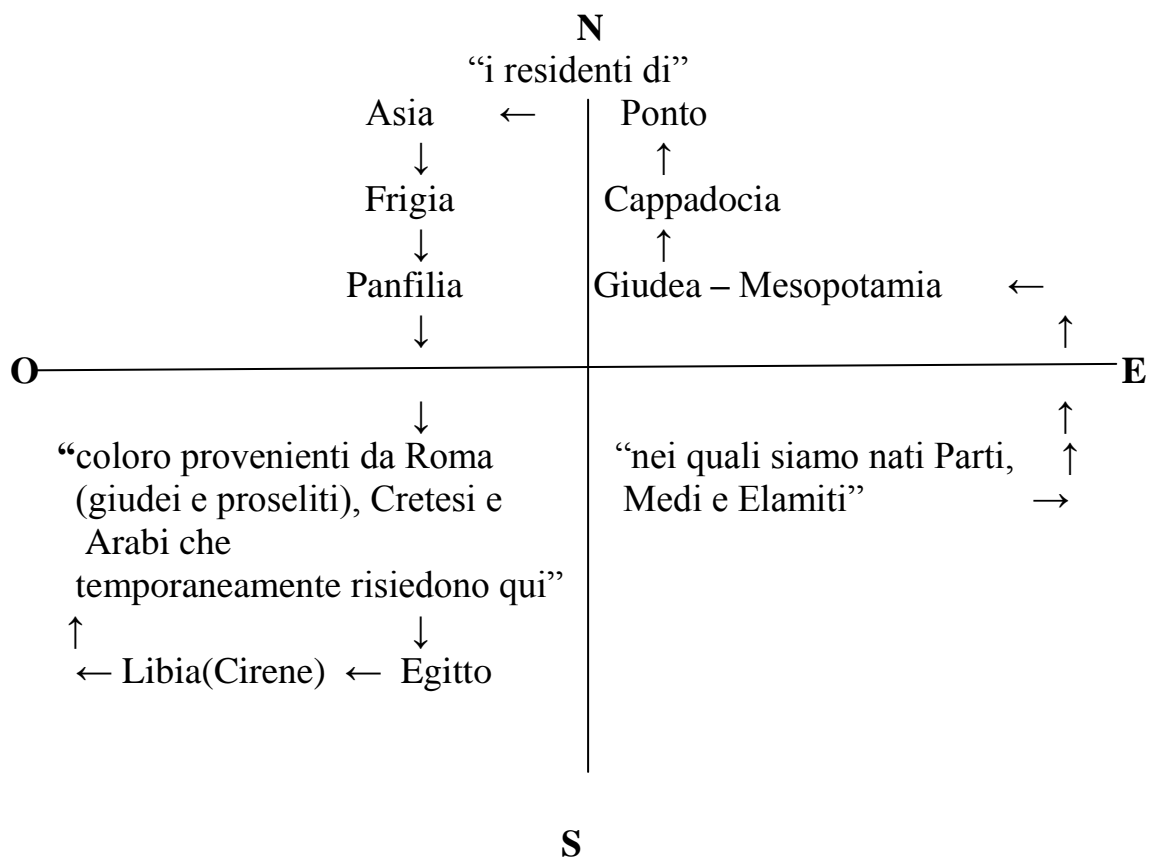 N
“i residenti di”
Asia ← Ponto
↓ ↑
Frigia Cappadocia
↓ ↑
Panfilia Giudea – Mesopotamia ←
↓ ↑
O E
↓ ↑
“coloro provenienti da Roma “nei quali siamo nati Parti, ↑
(giudei e proseliti), Cretesi e Medi e Elamiti” →
Arabi che
temporaneamente risiedono qui”
↑ ↓
← Libia(Cirene) ← Egitto
S